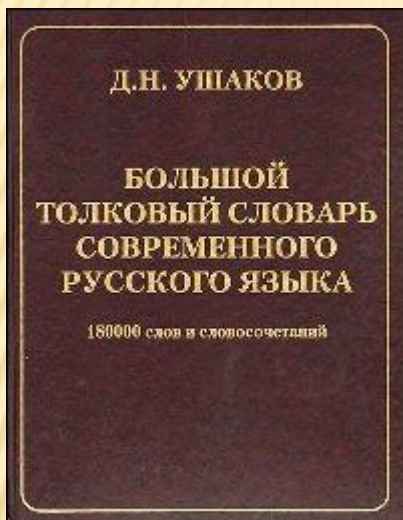 Д.Н. УШАКОВ
БОЛЬШОЙ
ТОЛКОВЫЙ СЛОВАРЬ
СОВРЕМЕННОГО
РУССКОГО ЯЗЫКА
180000 слов и словосочетаний